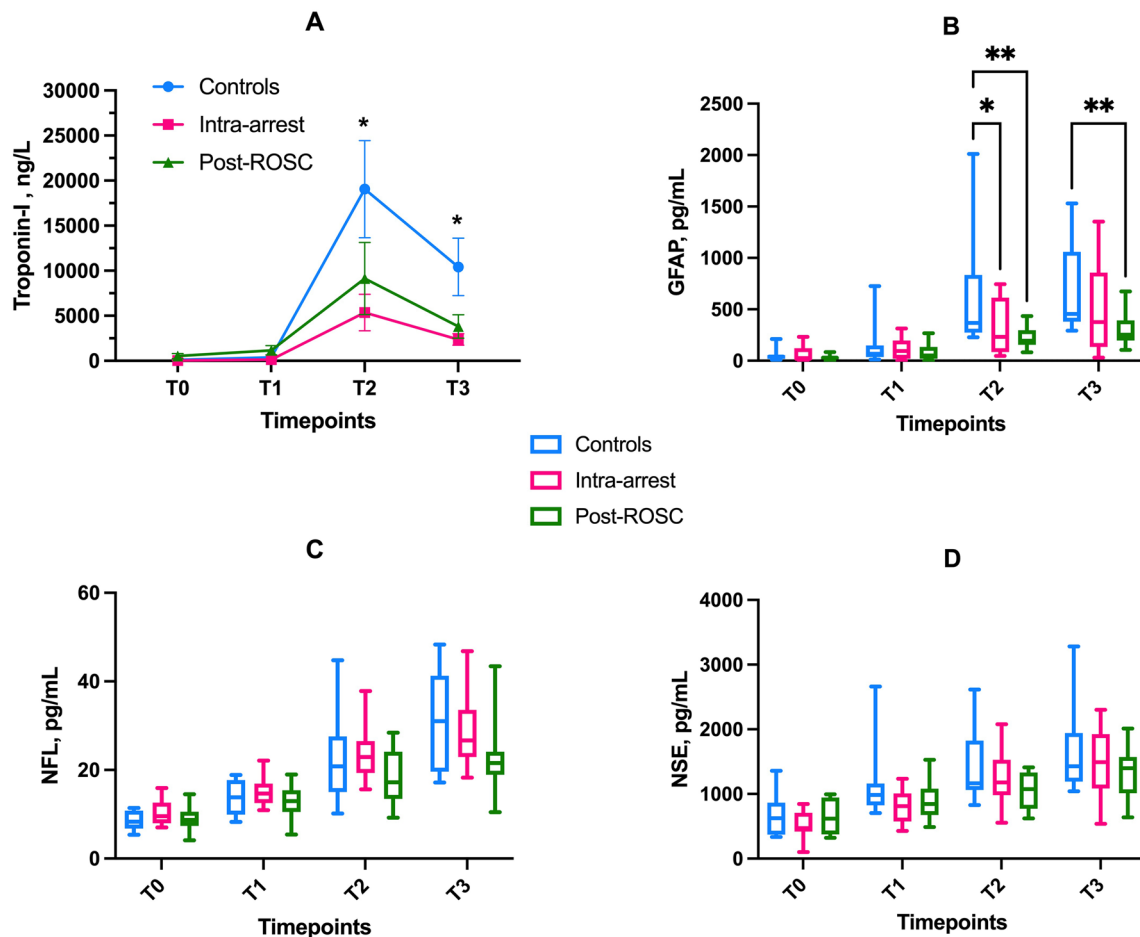 A
Troponin-I , ng/L
30000
25000
20000
15000
10000
5000
0
Controls
Intra-arrest
Post-ROSC
*
*
T0
T1
T2
T3
Timepoints
B
GFAP, pg/mL
2500
2000
1500
1000
500
0
**
*
**
T0
T1
T2
T3
Timepoints
Controls
Intra-arrest
Post-ROSC
C
NFL, pg/mL
60
40
20
0
T0
T1
T2
T3
Timepoints
D
NSE, pg/mL
4000
3000
2000
1000
0
T0
T1
T2
T3
Timepoints